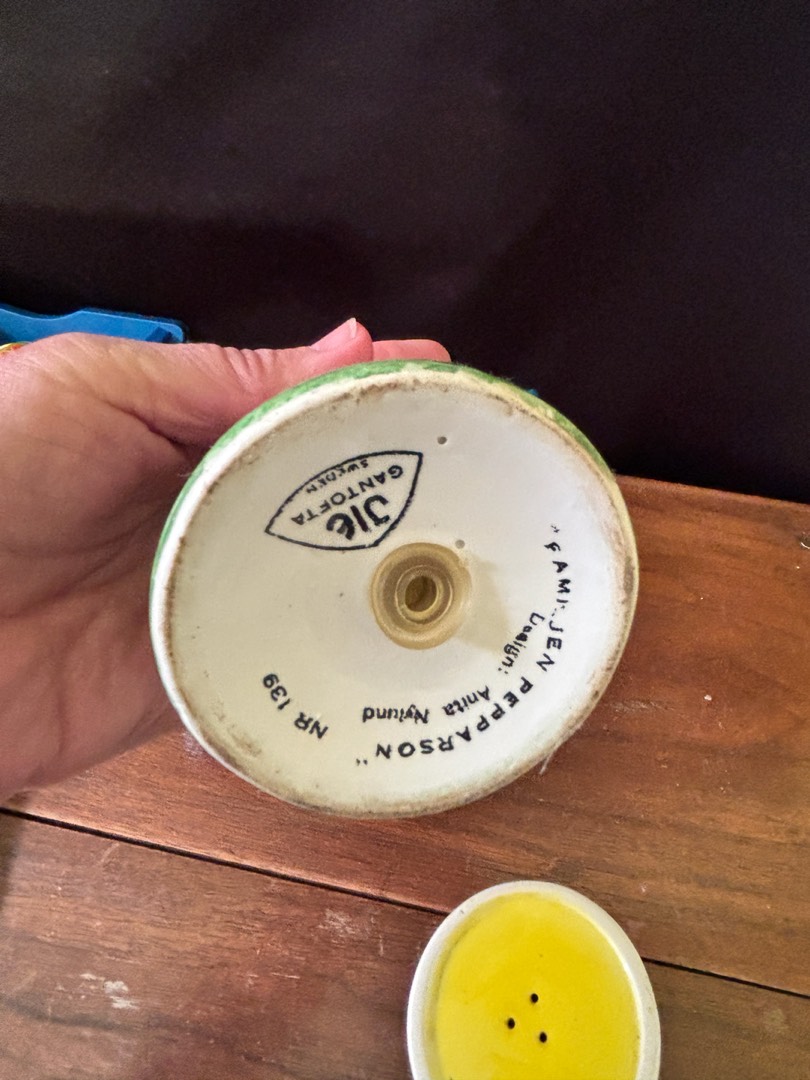 JIE
GANTOFTA
SWEDEN
"FAMILJEN PEPPARSON"
Design: Anita Nylund
NR 139